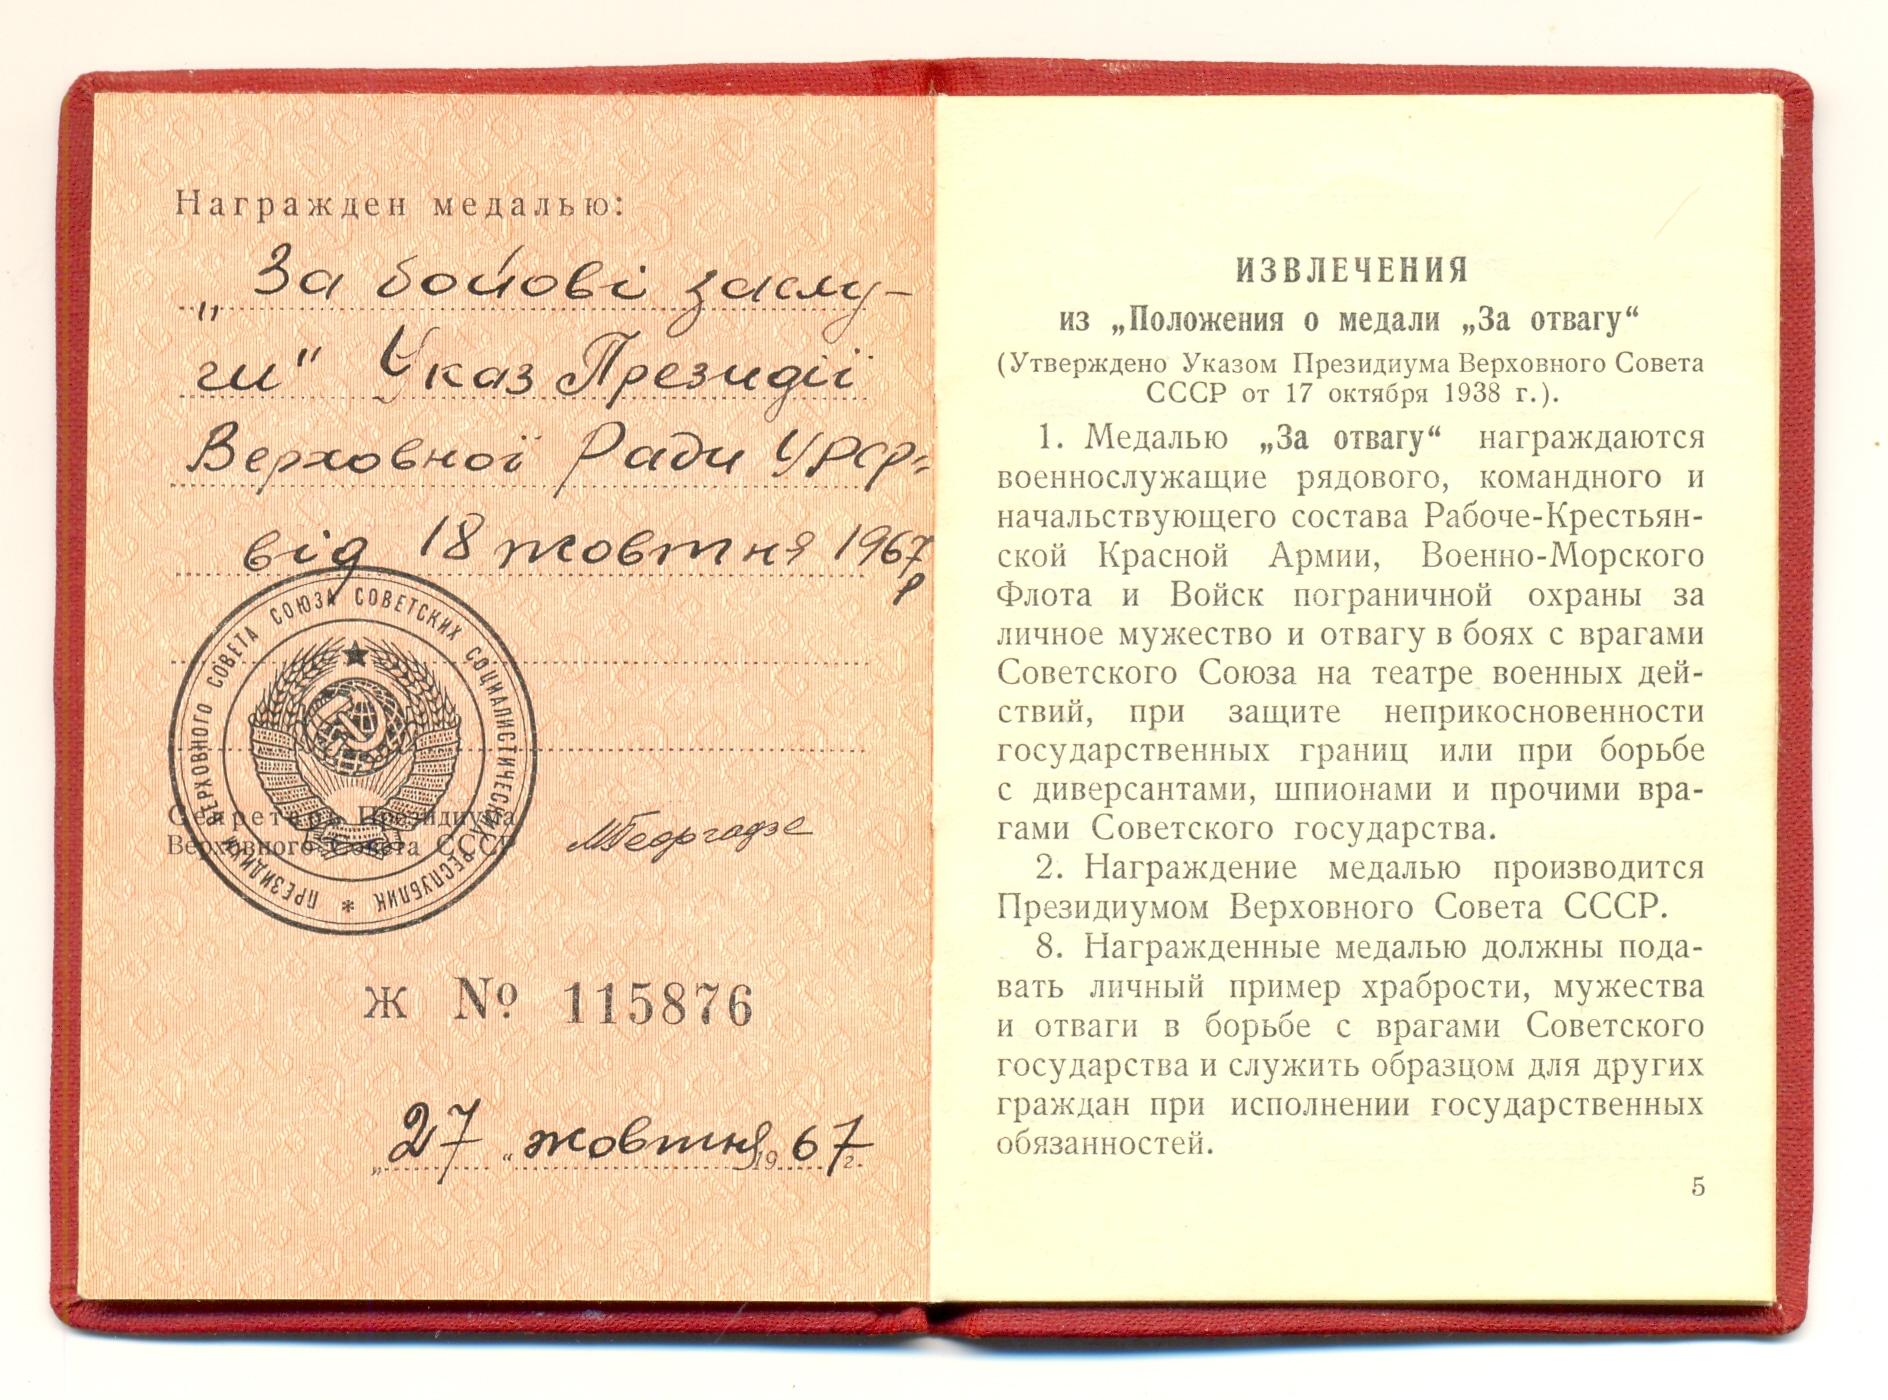 Награжден медалью:
„За бойові заслу-
ги" Указ Президії
Верховної Ради УРСР
від 18 жовтня 1967
р
ПРЕЗИДИУМ ВЕРХОВНОГО СОВЕТА СОЮЗА СОВЕТСКИХ СОЦИАЛИСТИЧЕСКИХ РЕСПУБЛИК *
Секретарь Президиума
Верховного Совета СССР
МГеоргадзе
Ж № 115876
„27“ жовтня 1967 г.
ИЗВЛЕЧЕНИЯ
из „Положения о медали „За отвагу“
(Утверждено Указом Президиума Верховного Совета
СССР от 17 октября 1938 г.).
1. Медалью „За отвагу“ награждаются
военнослужащие рядового, командного и
начальствующего состава Рабоче-Крестьян-
ской Красной Армии, Военно-Морского
Флота и Войск пограничной охраны за
личное мужество и отвагу в боях с врагами
Советского Союза на театре военных дей-
ствий, при защите неприкосновенности
государственных границ или при борьбе
с диверсантами, шпионами и прочими вра-
гами Советского государства.
2. Награждение медалью производится
Президиумом Верховного Совета СССР.
8. Награжденные медалью должны пода-
вать личный пример храбрости, мужества
и отваги в борьбе с врагами Советского
государства и служить образцом для других
граждан при исполнении государственных
обязанностей.
5